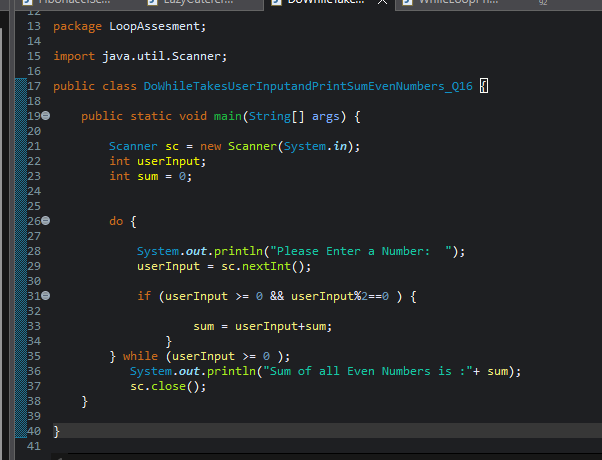 DoWhileTake...
12
13 package LoopAssesment;
14
15 import java.util.Scanner;
16
17 public class DoWhileTakesUserInputandPrintSumEvenNumbers_Q16 {
18
19 public static void main(String[] args) {
20
21 Scanner sc = new Scanner(System.in);
22 int userInput;
23 int sum = 0;
24
25
26 do {
27
28 System.out.println("Please Enter a Number:  ");
29 userInput = sc.nextInt();
30
31 if (userInput >= 0 && userInput%2==0 ) {
32
33 sum = userInput+sum;
34 }
35 } while (userInput >= 0 );
36 System.out.println("Sum of all Even Numbers is :"+ sum);
37 sc.close();
38 }
39
40 }
41